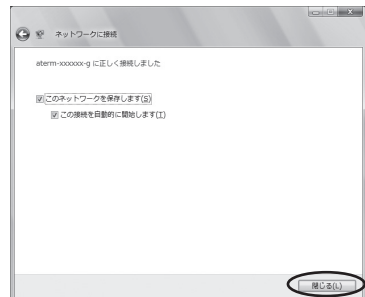 ネットワークに接続
aterm-xxxxxx-g に正しく接続しました
このネットワークを保存します(S)
この接続を自動的に開始します(T)
閉じる(L)